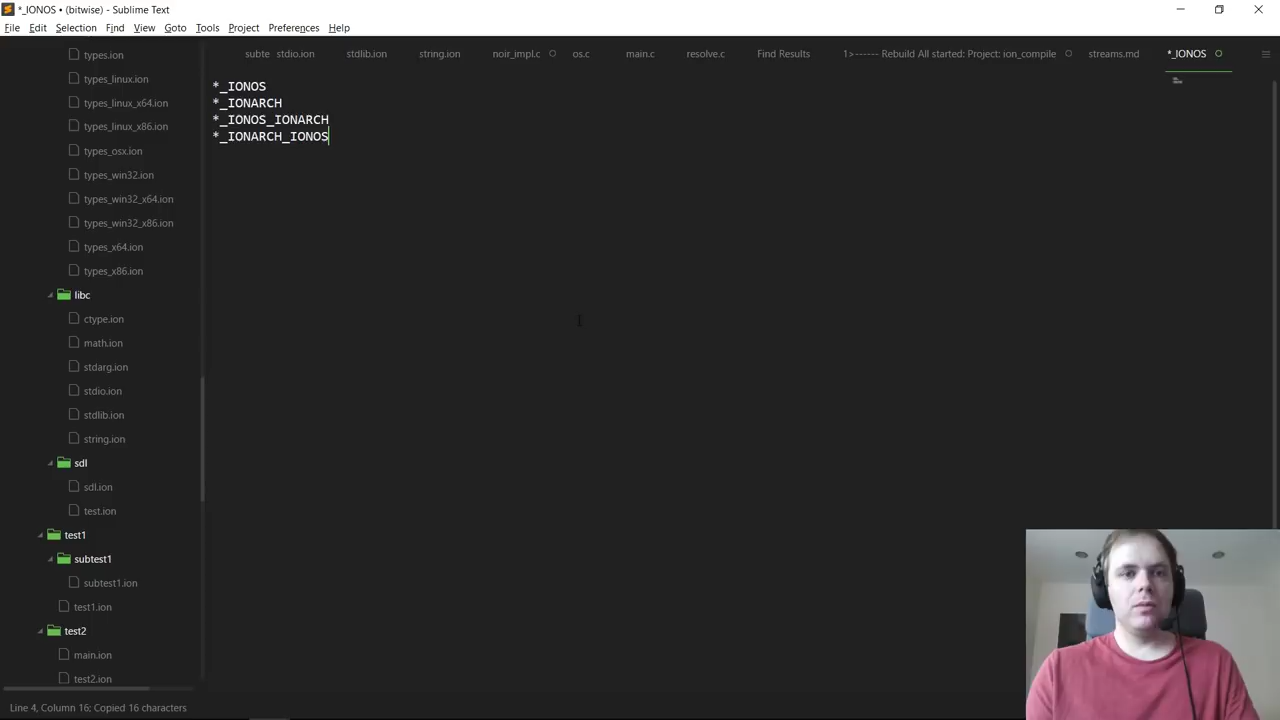 *_IONOS • (bitwise) - Sublime Text
File Edit Selection Find View Goto Tools Project Preferences Help
subte stdio.ion stdlib.ion string.ion noir_impl.c os.c main.c resolve.c Find Results 1>------ Rebuild All started: Project: ion_compile streams.md *_IONOS
types.ion
types_linux.ion
types_linux_x64.ion
types_linux_x86.ion
types_osx.ion
types_win32.ion
types_win32_x64.ion
types_win32_x86.ion
types_x64.ion
types_x86.ion
libc
ctype.ion
math.ion
stdarg.ion
stdio.ion
stdlib.ion
string.ion
sdl
sdl.ion
test.ion
test1
subtest1
subtest1.ion
test1.ion
test2
main.ion
test2.ion
*_IONOS
*_IONARCH
*_IONOS_IONARCH
*_IONARCH_IONOS
Line 4, Column 16; Copied 16 characters